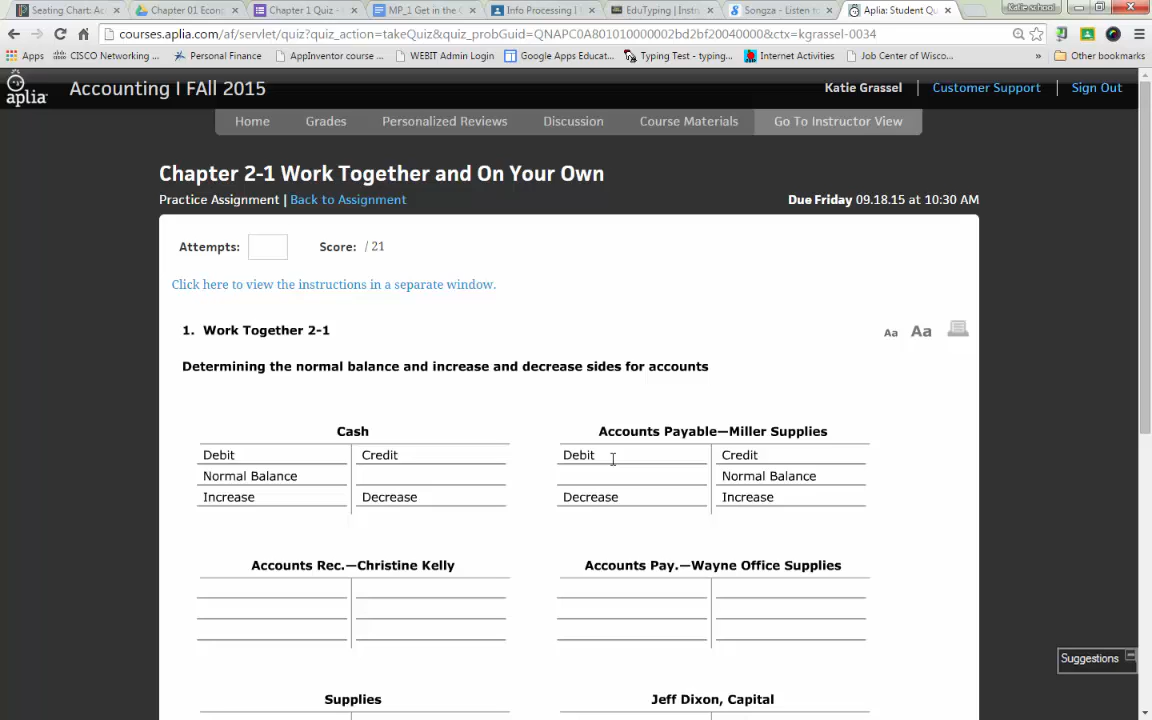 Seating Chart: Ac
Chapter 01 Econ
Chapter 1 Quiz -
MP_1 Get in the
Info Processing I
EduTyping | Instr
Songza - Listen to
Aplia: Student Qu
Katie.school
courses.aplia.com/af/servlet/quiz?quiz_action=takeQuiz&quiz_probGuid=QNAPC0A801010000002bd2bf200400000&ctx=kgrassel-0034
Apps
CISCO Networking ...
Personal Finance
AppInventor course ...
WEBIT Admin Login
Google Apps Educat...
Typing Test - typing...
Internet Activities
Job Center of Wisco...
»
Other bookmarks
aplia
Accounting I FALL 2015
Katie Grassel | Customer Support | Sign Out
Home Grades Personalized Reviews Discussion Course Materials Go To Instructor View
Chapter 2-1 Work Together and On Your Own
Practice Assignment | Back to Assignment
Due Friday 09.18.15 at 10:30 AM
Attempts: Score: / 21
Click here to view the instructions in a separate window.
1. Work Together 2-1
Aa Aa
Determining the normal balance and increase and decrease sides for accounts
Cash
Debit Credit
Normal Balance
Increase Decrease
Accounts Payable—Miller Supplies
Debit Credit
Normal Balance
Decrease Increase
Accounts Rec.—Christine Kelly
Accounts Pay.—Wayne Office Supplies
Supplies
Jeff Dixon, Capital
Suggestions